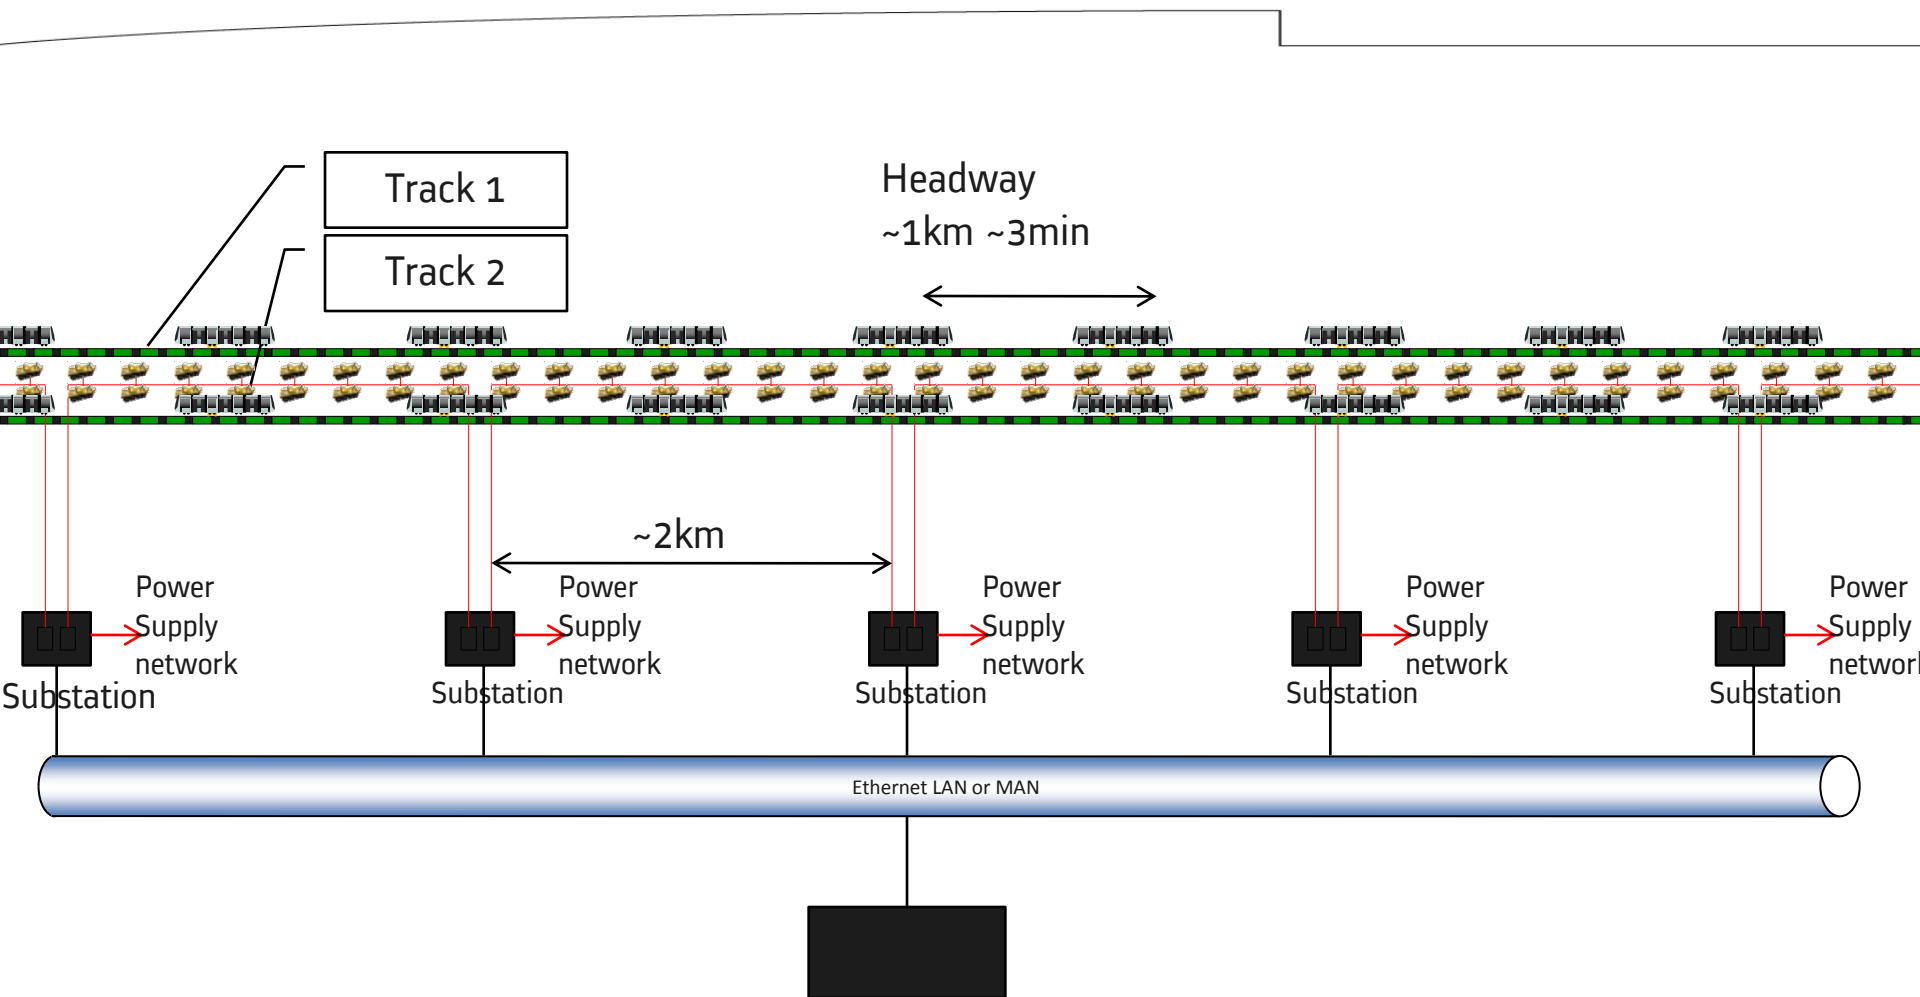 Track 1
Track 2
Headway
~1km ~3min
~2km
Power
Supply
network
Substation
Power
Supply
network
Substation
Power
Supply
network
Substation
Power
Supply
network
Substation
Power
Supply
network
Substation
Ethernet LAN or MAN